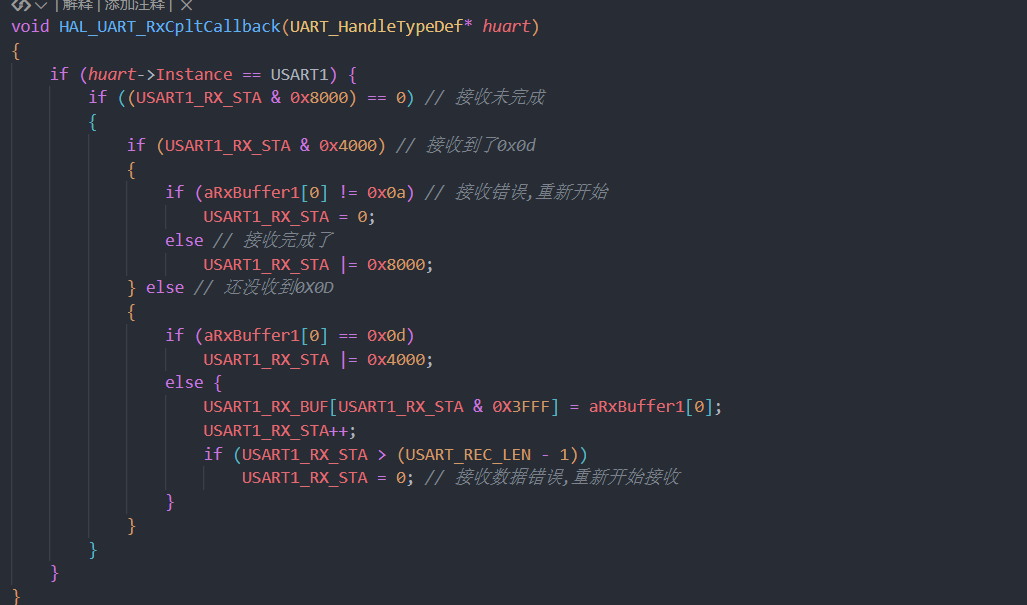 解释|添加注释| ✕
void HAL_UART_RxCpltCallback(UART_HandleTypeDef* huart)
{
    if (huart->Instance == USART1) {
        if ((USART1_RX_STA & 0x8000) == 0) // 接收未完成
        {
            if (USART1_RX_STA & 0x4000) // 接收到了0x0d
            {
                if (aRxBuffer1[0] != 0x0a) // 接收错误,重新开始
                    USART1_RX_STA = 0;
                else // 接收完成了
                    USART1_RX_STA |= 0x8000;
            } else // 还没收到0X0D
            {
                if (aRxBuffer1[0] == 0x0d)
                    USART1_RX_STA |= 0x4000;
                else {
                    USART1_RX_BUF[USART1_RX_STA & 0X3FFF] = aRxBuffer1[0];
                    USART1_RX_STA++;
                    if (USART1_RX_STA > (USART_REC_LEN - 1))
                        USART1_RX_STA = 0; // 接收数据错误,重新开始接收
                }
            }
        }
    }
}